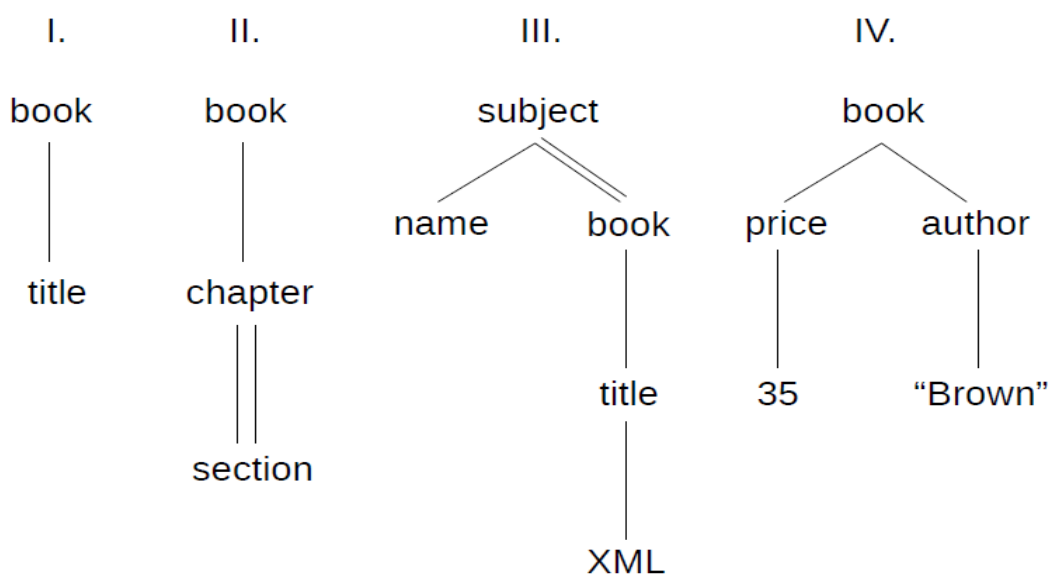 I. II. III. IV.
book book subject book
name book price author
title chapter
title 35 “Brown”
section
XML